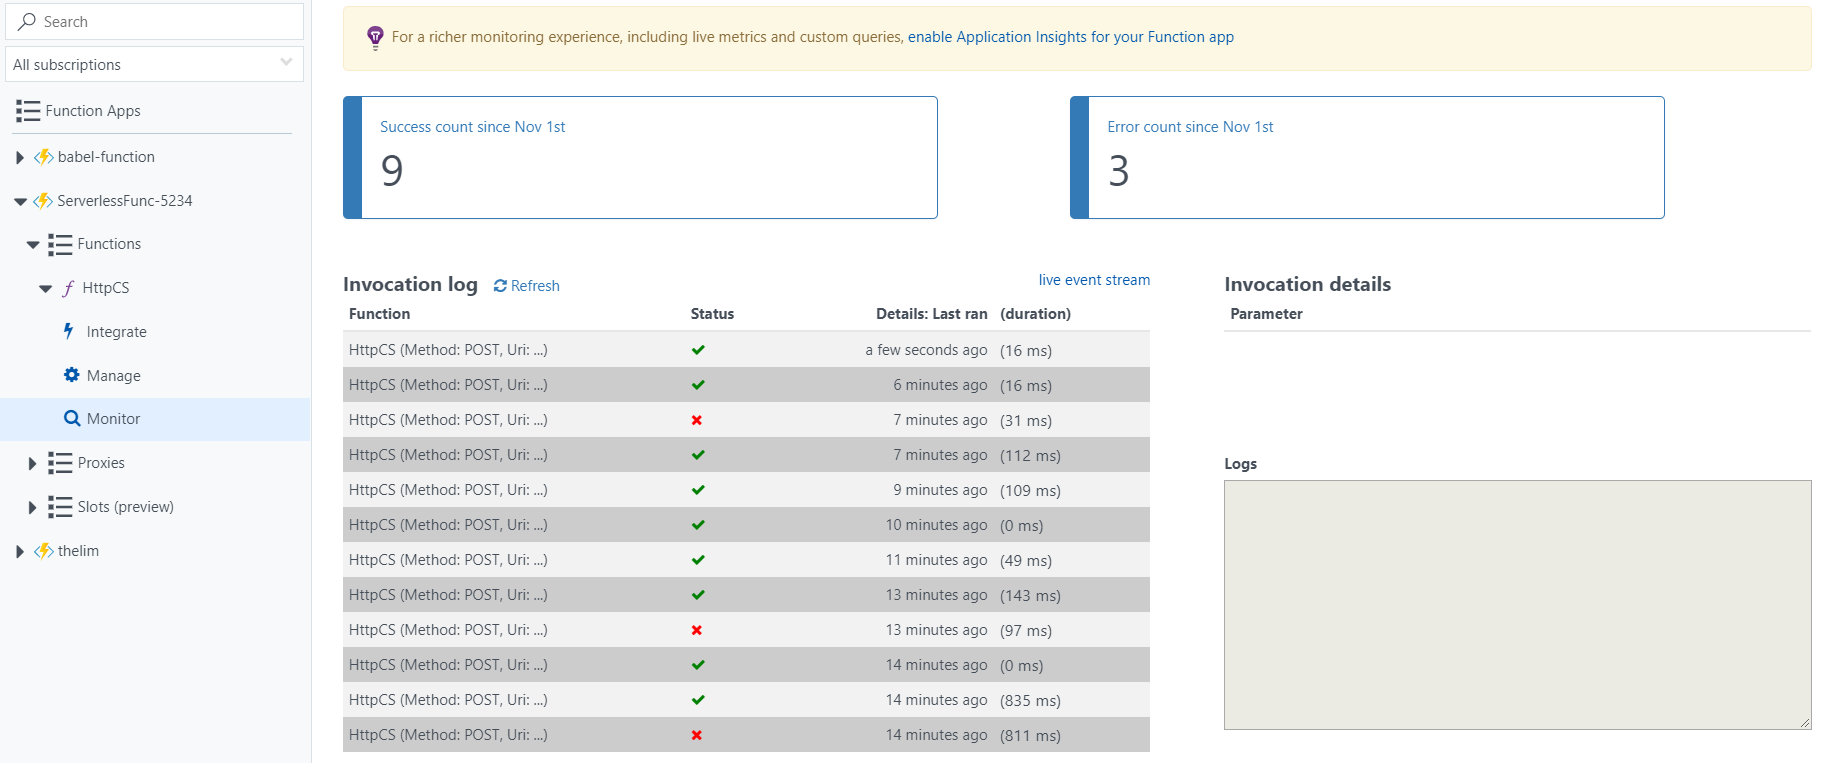 Search
All subscriptions
Function Apps
babel-function
ServerlessFunc-5234
Functions
HttpCS
Integrate
Manage
Monitor
Proxies
Slots (preview)
thelim
For a richer monitoring experience, including live metrics and custom queries, enable Application Insights for your Function app
Success count since Nov 1st
9
Error count since Nov 1st
3
Invocation log Refresh live event stream
Function Status Details: Last ran (duration)
HttpCS (Method: POST, Uri: ...) a few seconds ago (16 ms)
HttpCS (Method: POST, Uri: ...) 6 minutes ago (16 ms)
HttpCS (Method: POST, Uri: ...) 7 minutes ago (31 ms)
HttpCS (Method: POST, Uri: ...) 7 minutes ago (112 ms)
HttpCS (Method: POST, Uri: ...) 9 minutes ago (109 ms)
HttpCS (Method: POST, Uri: ...) 10 minutes ago (0 ms)
HttpCS (Method: POST, Uri: ...) 11 minutes ago (49 ms)
HttpCS (Method: POST, Uri: ...) 13 minutes ago (143 ms)
HttpCS (Method: POST, Uri: ...) 13 minutes ago (97 ms)
HttpCS (Method: POST, Uri: ...) 14 minutes ago (0 ms)
HttpCS (Method: POST, Uri: ...) 14 minutes ago (835 ms)
HttpCS (Method: POST, Uri: ...) 14 minutes ago (811 ms)
Invocation details
Parameter
Logs